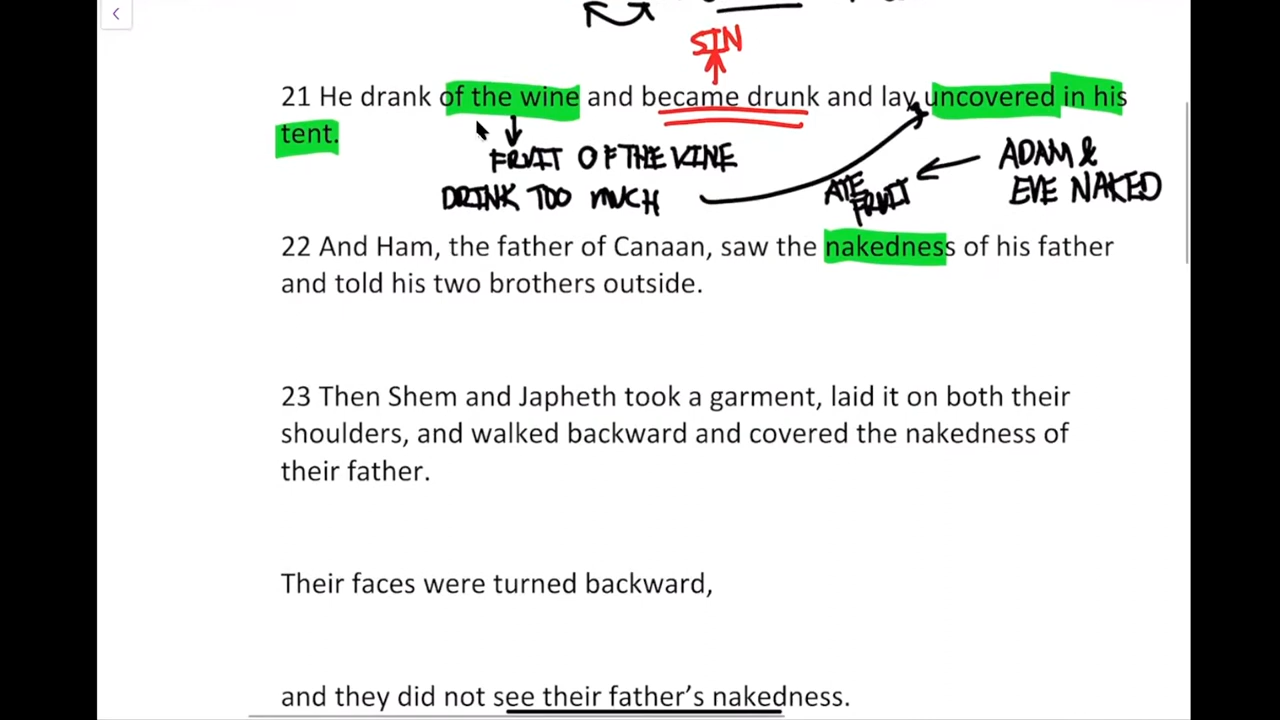 SIN
21 He drank of the wine and became drunk and lay uncovered in his
tent.
FRUIT OF THE VINE
DRINK TOO MUCH
ATE
FRUIT
ADAM &
EVE NAKED
22 And Ham, the father of Canaan, saw the nakedness of his father
and told his two brothers outside.
23 Then Shem and Japheth took a garment, laid it on both their
shoulders, and walked backward and covered the nakedness of
their father.
Their faces were turned backward,
and they did not see their father’s nakedness.